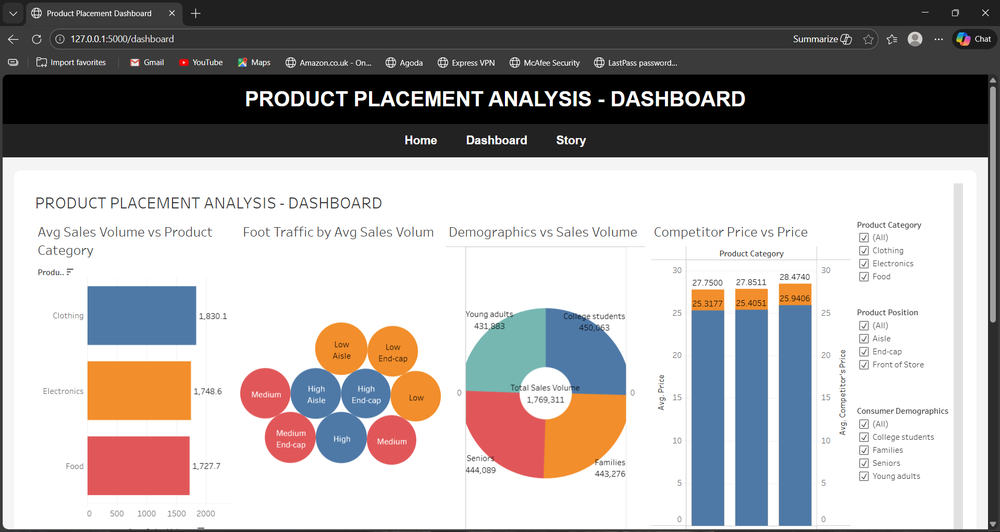 Product Placement Dashboard
127.0.0.1:5000/dashboard
Summarize
Chat
Import favorites
Gmail
YouTube
Maps
Amazon.co.uk - On...
Agoda
Express VPN
McAfee Security
LastPass password...
PRODUCT PLACEMENT ANALYSIS - DASHBOARD
Home
Dashboard
Story
PRODUCT PLACEMENT ANALYSIS - DASHBOARD
Avg Sales Volume vs Product
Category
Produ..
Clothing
1,830.1
Electronics
1,748.6
Food
1,727.7
0
500
1000
1500
2000
Foot Traffic by Avg Sales Volum
Low
Aisle
Low
End-cap
Medium
High
Aisle
High
End-cap
Low
Medium
End-cap
High
Medium
Demographics vs Sales Volume
Young adults
431,883
College students
450,063
0
Total Sales Volume
1,769,311
0
Seniors
444,089
Families
443,276
Competitor Price vs Price
Product Category
30
25
20
15
10
5
0
Avg. Price
27.7500
27.8511
28.4740
25.3177
25.4051
25.9406
30
25
20
15
10
5
0
Avg. Competitor's Price
Product Category
(All)
Clothing
Electronics
Food
Product Position
(All)
Aisle
End-cap
Front of Store
Consumer Demographics
(All)
College students
Families
Seniors
Young adults